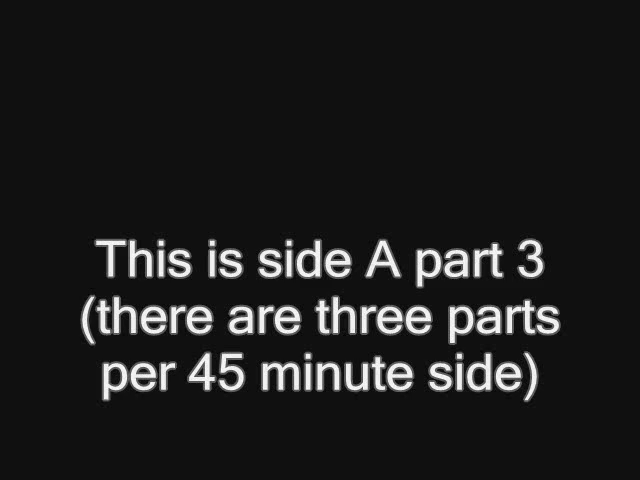 This is side A part 3
(there are three parts
per 45 minute side)